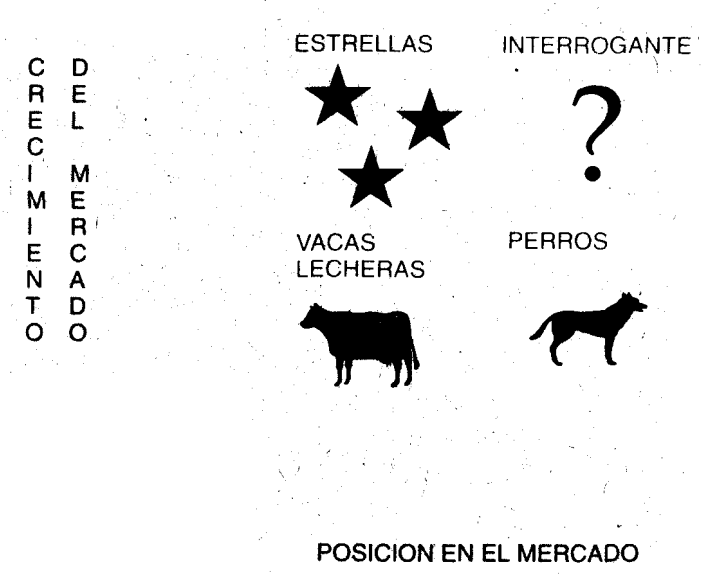 CRECIMIENTO
DEL MERCADO
ESTRELLAS
INTERROGANTE
?
VACAS
LECHERAS
PERROS
POSICION EN EL MERCADO